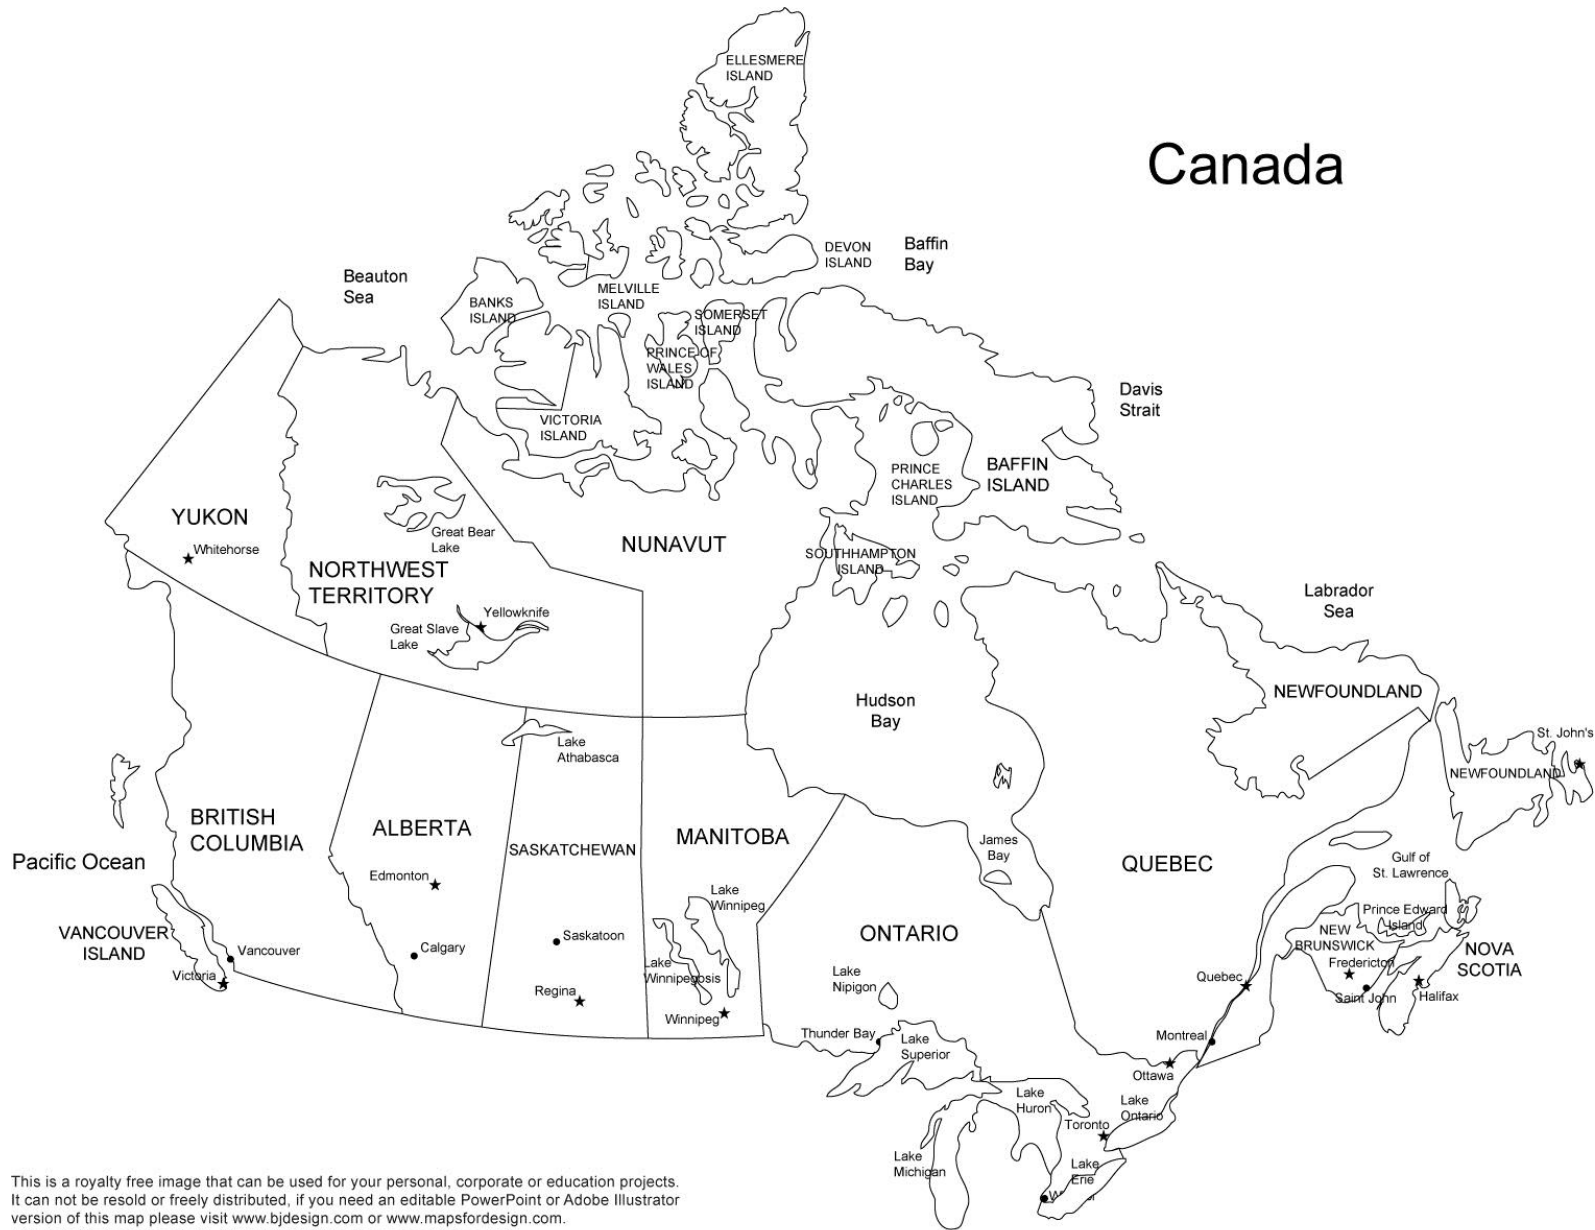 ELLESMERE
ISLAND
Canada
DEVON
ISLAND
Baffin
Bay
Beauton
Sea
MELVILLE
ISLAND
BANKS
ISLAND
SOMERSET
ISLAND
PRINCE OF
WALES
ISLAND
VICTORIA
ISLAND
Davis
Strait
PRINCE
CHARLES
ISLAND
BAFFIN
ISLAND
YUKON
Whitehorse
Great Bear
Lake
NUNAVUT
SOUTHHAMPTON
ISLAND
NORTHWEST
TERRITORY
Yellowknife
Great Slave
Lake
Labrador
Sea
Hudson
Bay
NEWFOUNDLAND
St. John's
NEWFOUNDLAND
Lake
Athabasca
BRITISH
COLUMBIA
ALBERTA
SASKATCHEWAN
MANITOBA
James
Bay
Pacific Ocean
QUEBEC
Gulf of
St. Lawrence
Edmonton
Lake
Winnipeg
VANCOUVER
ISLAND
Vancouver
Victoria
Calgary
Saskatoon
Regina
Lake
Winnipegosis
Winnipeg
ONTARIO
Lake
Nipigon
Thunder Bay
Lake
Superior
Prince Edward
Island
NEW
BRUNSWICK
Fredericton
NOVA
SCOTIA
Saint John
Halifax
Quebec
Montreal
Ottawa
Lake
Huron
Lake
Ontario
Toronto
Lake
Michigan
Lake
Erie
This is a royalty free image that can be used for your personal, corporate or education projects.
It can not be resold or freely distributed, if you need an editable PowerPoint or Adobe Illustrator
version of this map please visit www.bjdesign.com or www.mapsfordesign.com.